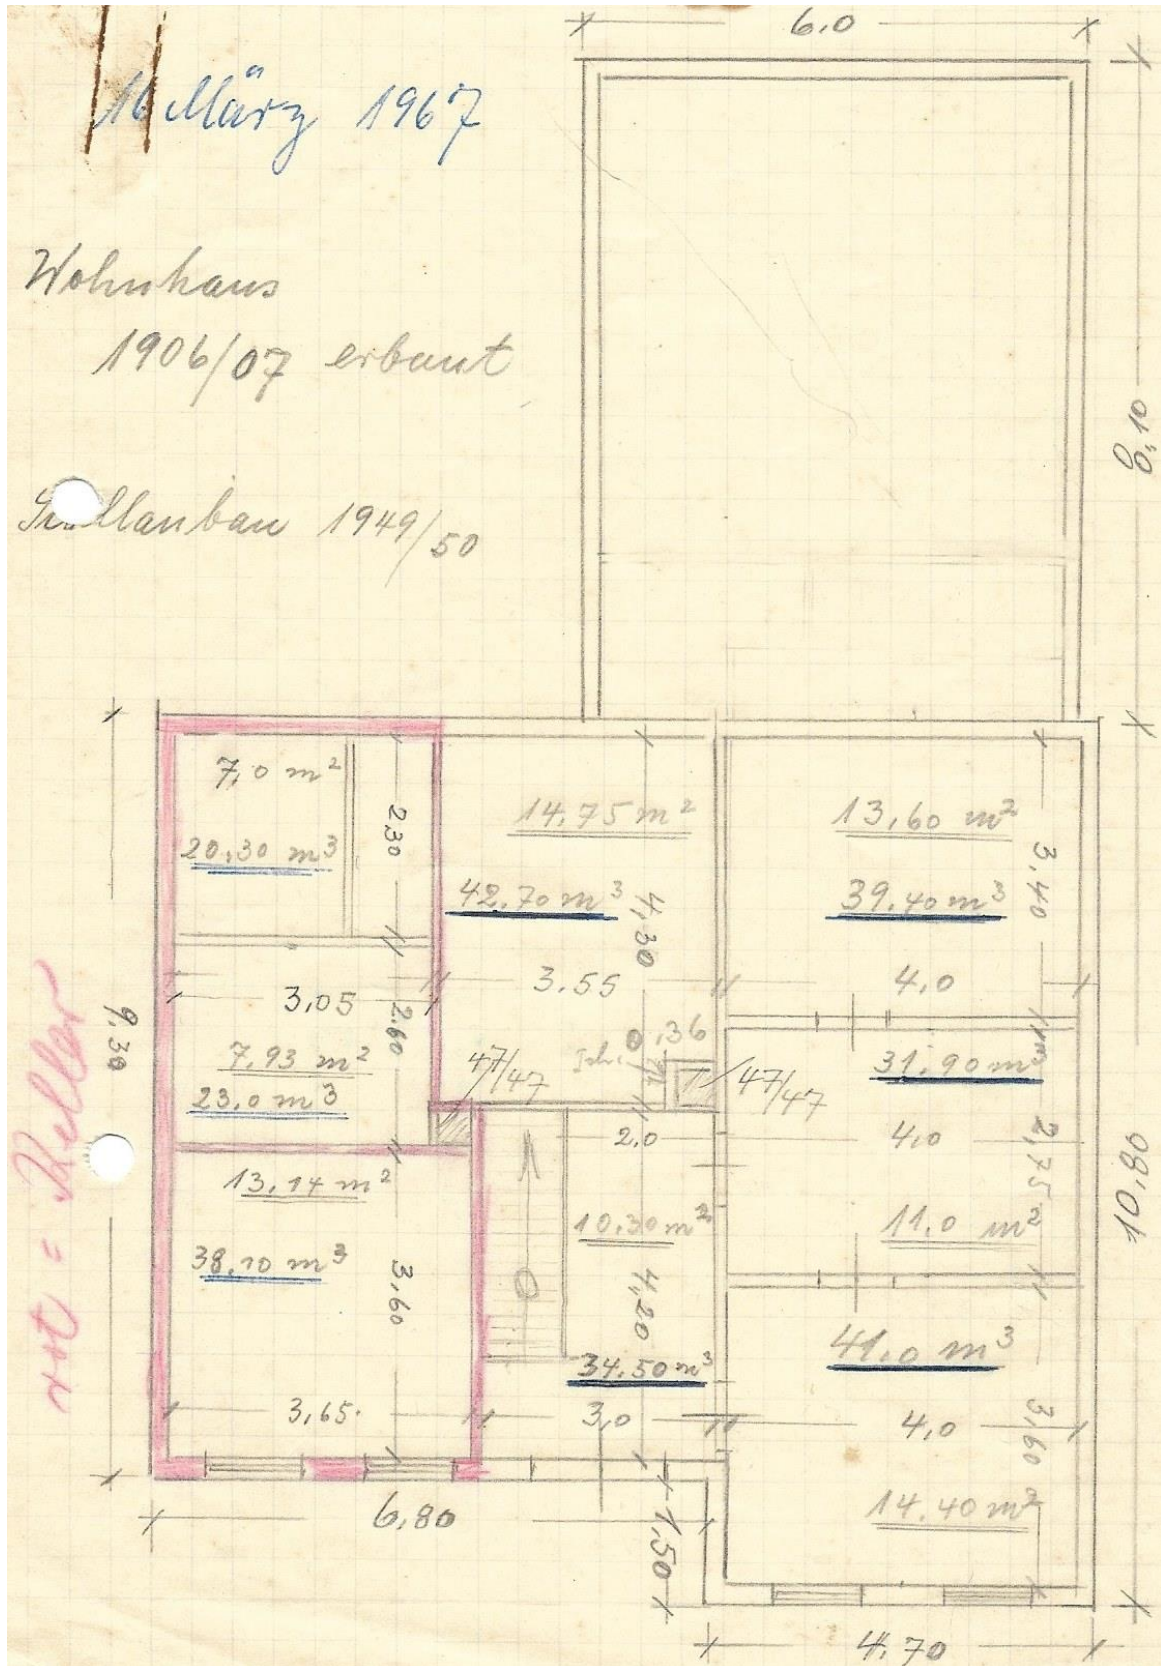 6,0
16 März 1967
Wohnhaus
1906/07 erbaut
1949/50
8,10
7,0 m²
20,30 m³
2,30
14,75 m²
42,70 m³
4,30
3,55
13,60 m²
39,40 m³
3,40
4,0
3,05
2,60
7,93 m²
23,0 m³
47/47
0,36
47/47
31,90 m³
4,0
2,75
11,0 m²
9,30
rot = Keller
10,86
2,0
10,30 m²
4,20
34,50 m³
3,0
13,14 m²
38,10 m³
3,60
3,65
41,0 m³
4,0
3,60
14,40 m²
6,80
1,50
4,70